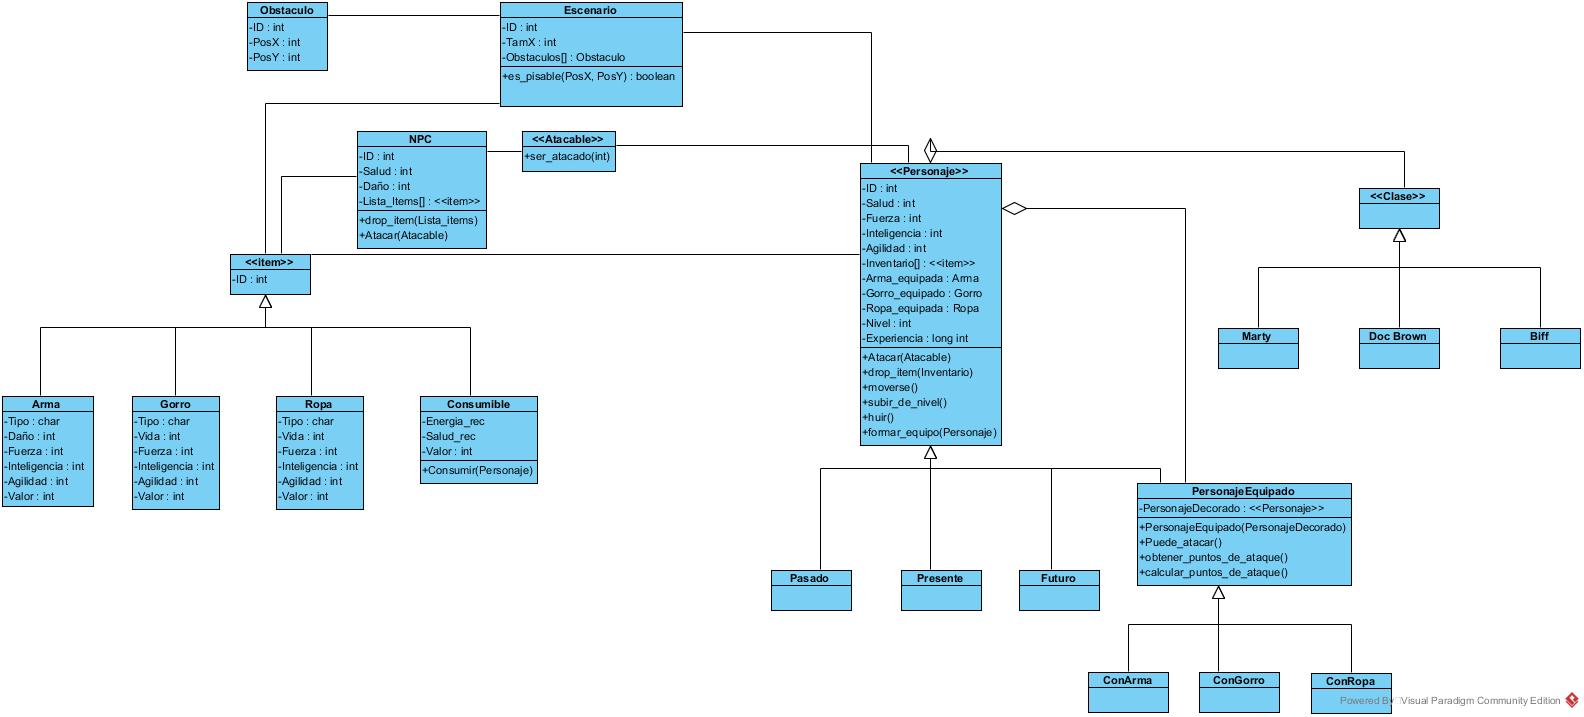 Obstaculo
-ID : int
-PosX : int
-PosY : int
Escenario
-ID : int
-TamX : int
-Obstaculos[] : Obstaculo
+es_pisable(PosX, PosY) : boolean
NPC
-ID : int
-Salud : int
-Daño : int
-Lista_Items[] : <<item>>
+drop_item(Lista_items)
+Atacar(Atacable)
<<Atacable>>
+ser_atacado(int)
<<Personaje>>
-ID : int
-Salud : int
-Fuerza : int
-Inteligencia : int
-Agilidad : int
-Inventario[] : <<item>>
-Arma_equipada : Arma
-Gorro_equipado : Gorro
-Ropa_equipada : Ropa
-Nivel : int
-Experiencia : long int
+Atacar(Atacable)
+drop_item(Inventario)
+moverse()
+subir_de_nivel()
+huir()
+formar_equipo(Personaje)
<<Clase>>
Marty
Doc Brown
Biff
<<item>>
-ID : int
Arma
-Tipo : char
-Daño : int
-Fuerza : int
-Inteligencia : int
-Agilidad : int
-Valor : int
Gorro
-Tipo : char
-Vida : int
-Fuerza : int
-Inteligencia : int
-Agilidad : int
-Valor : int
Ropa
-Tipo : char
-Vida : int
-Fuerza : int
-Inteligencia : int
-Agilidad : int
-Valor : int
Consumible
-Energia_rec
-Salud_rec
-Valor : int
+Consumir(Personaje)
Pasado
Presente
Futuro
PersonajeEquipado
-PersonajeDecorado : <<Personaje>>
+PersonajeEquipado(PersonajeDecorado)
+Puede_atacar()
+obtener_puntos_de_ataque()
+calcular_puntos_de_ataque()
ConArma
ConGorro
ConRopa
Powered By Visual Paradigm Community Edition